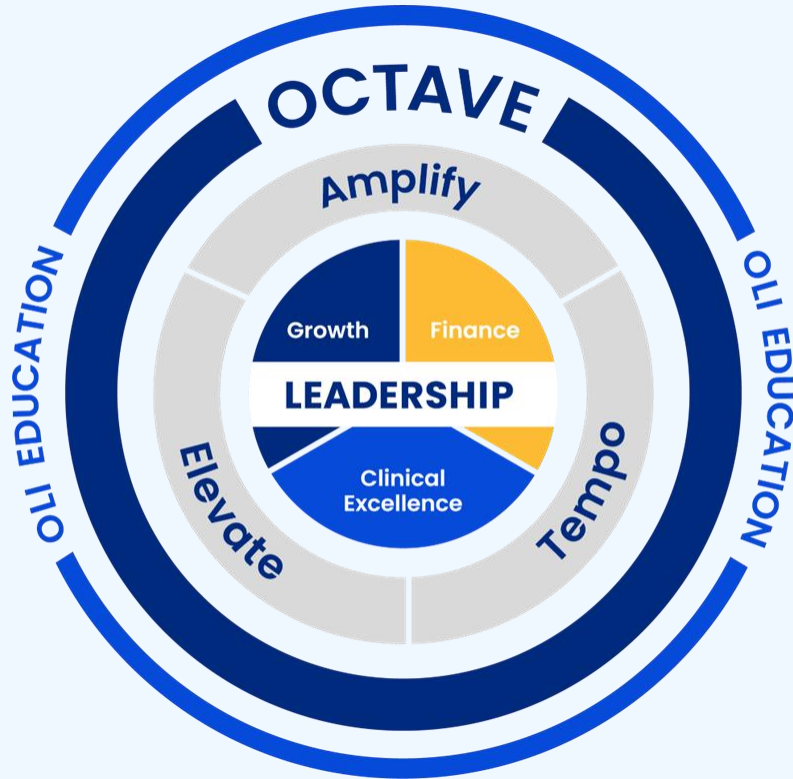 OCTAVE
Amplify
OLI EDUCATION
OLI EDUCATION
Growth
Finance
LEADERSHIP
Clinical
Excellence
Elevate
Tempo